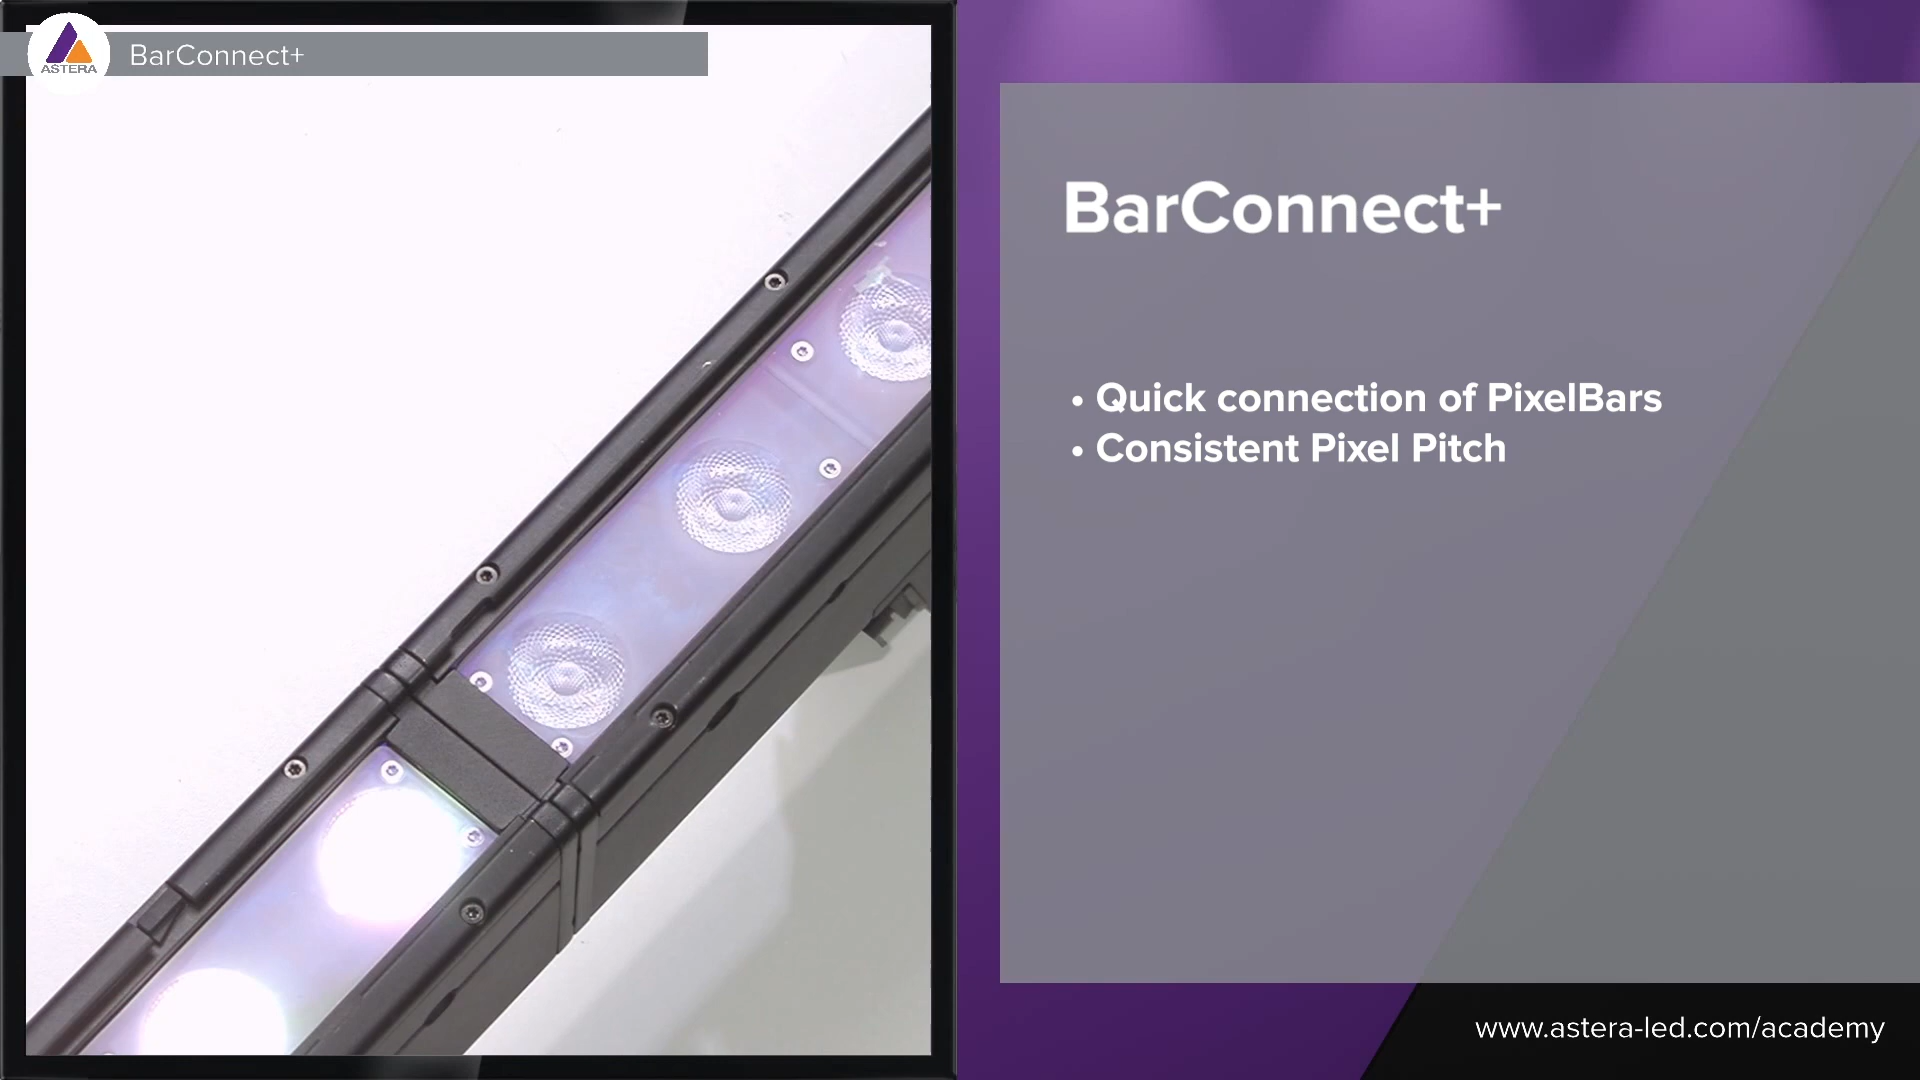 ASTERA
BarConnect+
BarConnect+
• Quick connection of PixelBars
• Consistent Pixel Pitch
www.astera-led.com/academy